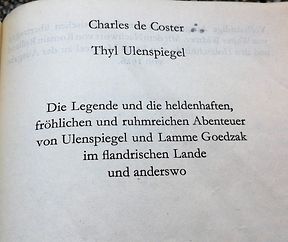 Charles de Coster
Thyl Ulenspiegel
Die Legende und die heldenhaften,
fröhlichen und ruhmreichen Abenteuer
von Ulenspiegel und Lamme Goedzak
im flandrischen Lande
und anderswo